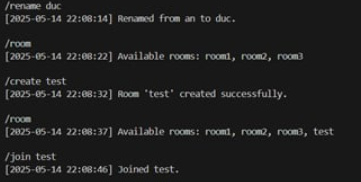 /rename duc
[2025-05-14 22:08:14] Renamed from an to duc.
/room
[2025-05-14 22:08:22] Available rooms: room1, room2, room3
/create test
[2025-05-14 22:08:32] Room 'test' created successfully.
/room
[2025-05-14 22:08:37] Available rooms: room1, room2, room3, test
/join test
[2025-05-14 22:08:46] Joined test.